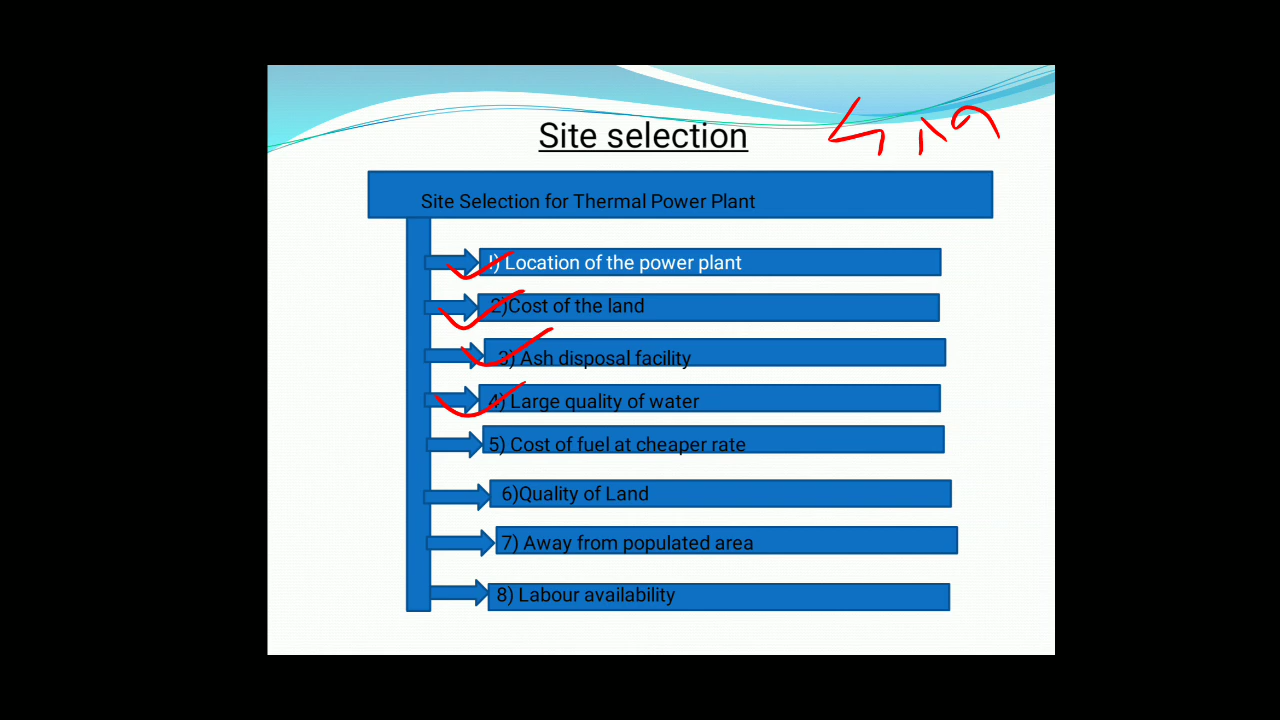 Site selection
Site Selection for Thermal Power Plant
1) Location of the power plant
2)Cost of the land
3) Ash disposal facility
4) Large quality of water
5) Cost of fuel at cheaper rate
6)Quality of Land
7) Away from populated area
8) Labour availability